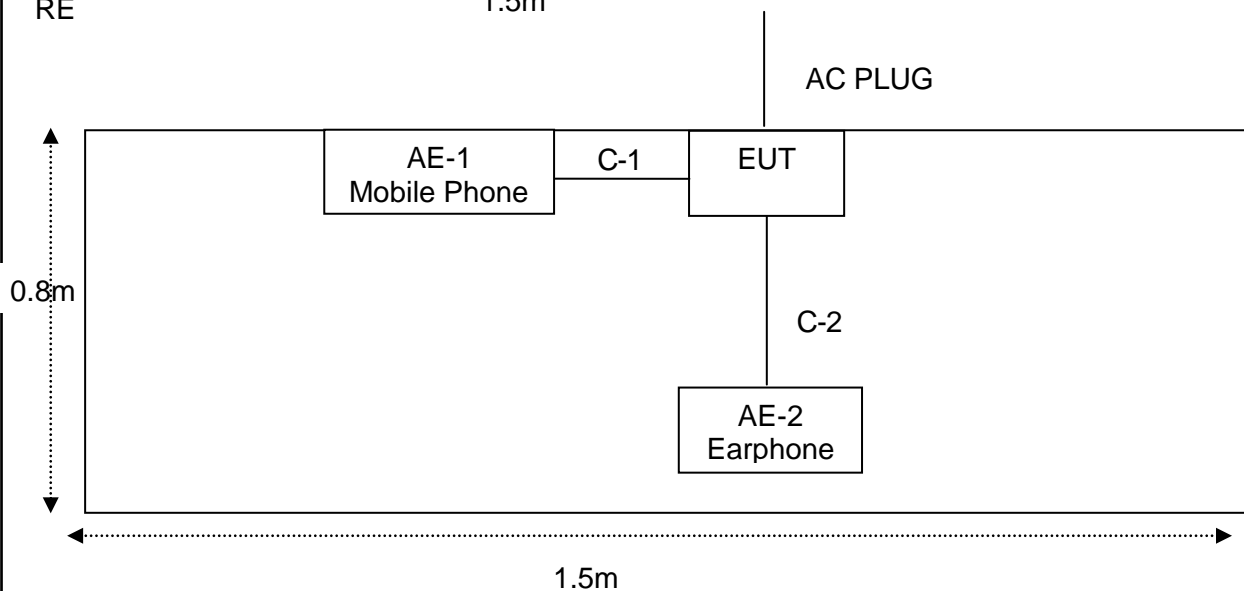 RE
1.5m
AC PLUG
AE-1
Mobile Phone
C-1
EUT
0.8m
C-2
AE-2
Earphone
1.5m